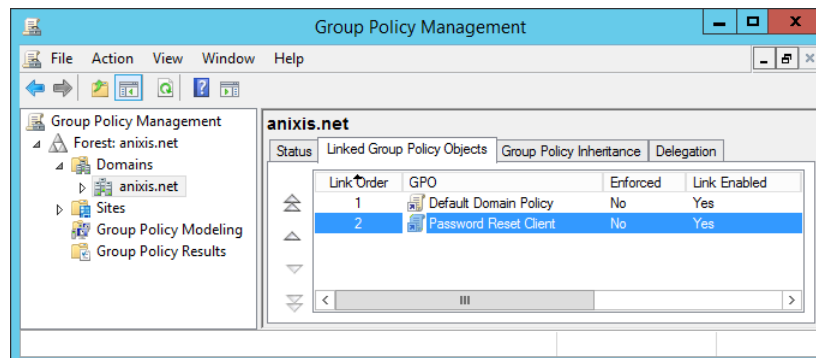 Group Policy Management
File Action View Window Help
Group Policy Management
Forest: anixis.net
Domains
anixis.net
Sites
Group Policy Modeling
Group Policy Results
anixis.net
Status Linked Group Policy Objects Group Policy Inheritance Delegation
Link Order GPO Enforced Link Enabled
1 Default Domain Policy No Yes
2 Password Reset Client No Yes